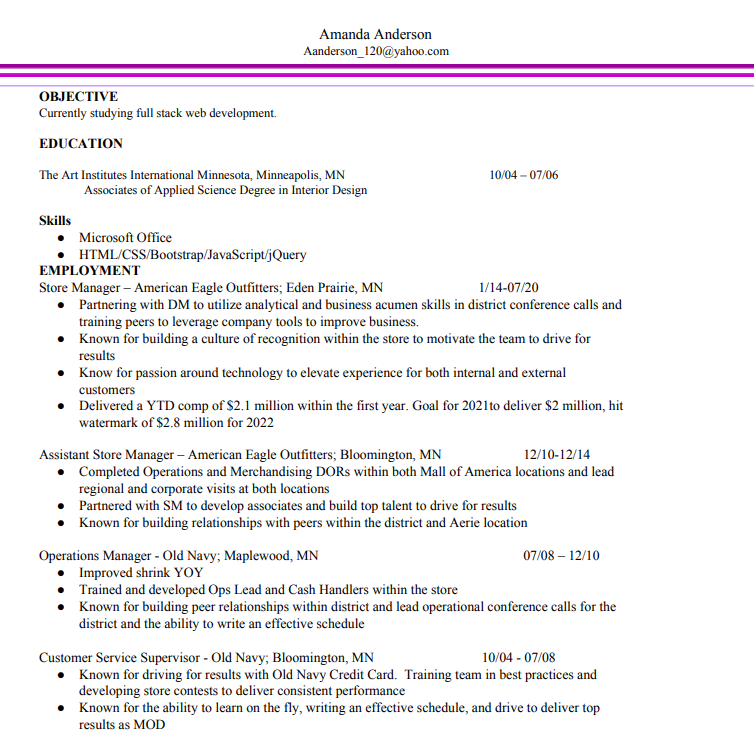 Amanda Anderson
Aanderson_120@yahoo.com
OBJECTIVE
Currently studying full stack web development.
EDUCATION
The Art Institutes International Minnesota, Minneapolis, MN 10/04 – 07/06
Associates of Applied Science Degree in Interior Design
Skills
● Microsoft Office
● HTML/CSS/Bootstrap/JavaScript/jQuery
EMPLOYMENT
Store Manager – American Eagle Outfitters; Eden Prairie, MN 1/14-07/20
● Partnering with DM to utilize analytical and business acumen skills in district conference calls and
training peers to leverage company tools to improve business.
● Known for building a culture of recognition within the store to motivate the team to drive for
results
● Know for passion around technology to elevate experience for both internal and external
customers
● Delivered a YTD comp of $2.1 million within the first year. Goal for 2021to deliver $2 million, hit
watermark of $2.8 million for 2022
Assistant Store Manager – American Eagle Outfitters; Bloomington, MN 12/10-12/14
● Completed Operations and Merchandising DORs within both Mall of America locations and lead
regional and corporate visits at both locations
● Partnered with SM to develop associates and build top talent to drive for results
● Known for building relationships with peers within the district and Aerie location
Operations Manager - Old Navy; Maplewood, MN 07/08 – 12/10
● Improved shrink YOY
● Trained and developed Ops Lead and Cash Handlers within the store
● Known for building peer relationships within district and lead operational conference calls for the
district and the ability to write an effective schedule
Customer Service Supervisor - Old Navy; Bloomington, MN 10/04 - 07/08
● Known for driving for results with Old Navy Credit Card.  Training team in best practices and
developing store contests to deliver consistent performance
● Known for the ability to learn on the fly, writing an effective schedule, and drive to deliver top
results as MOD